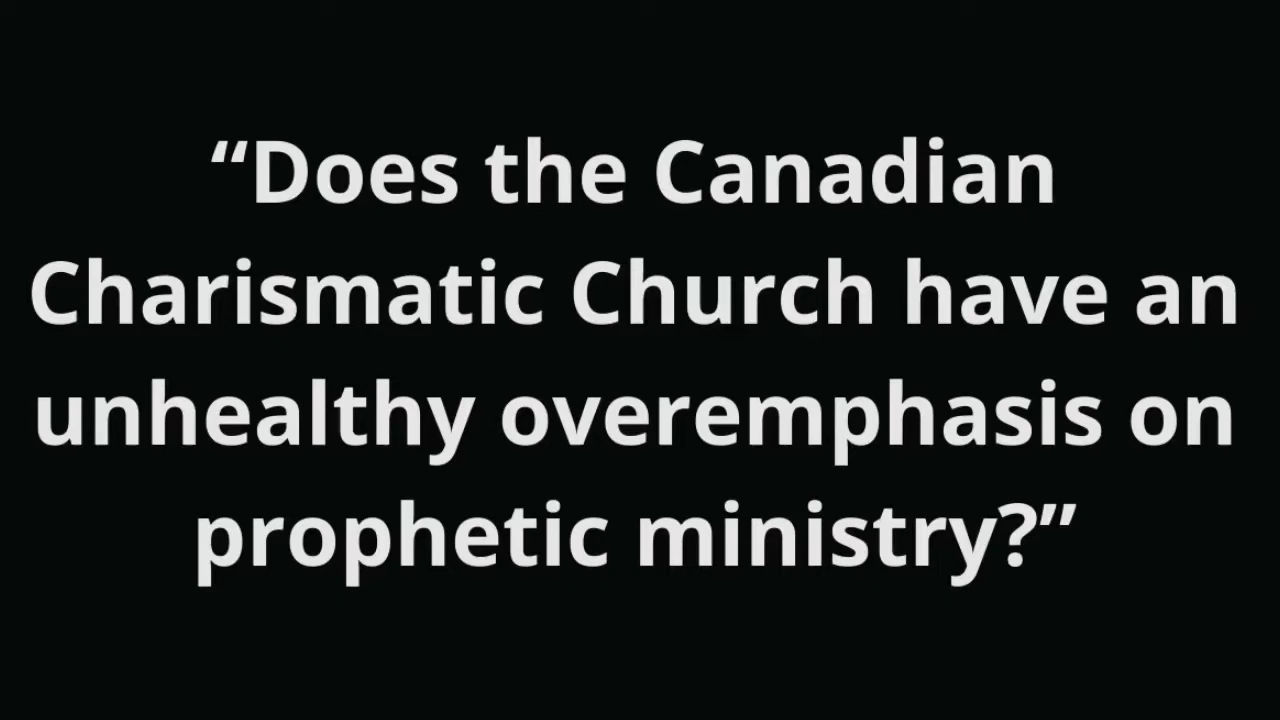 “Does the Canadian
Charismatic Church have an
unhealthy overemphasis on
prophetic ministry?”